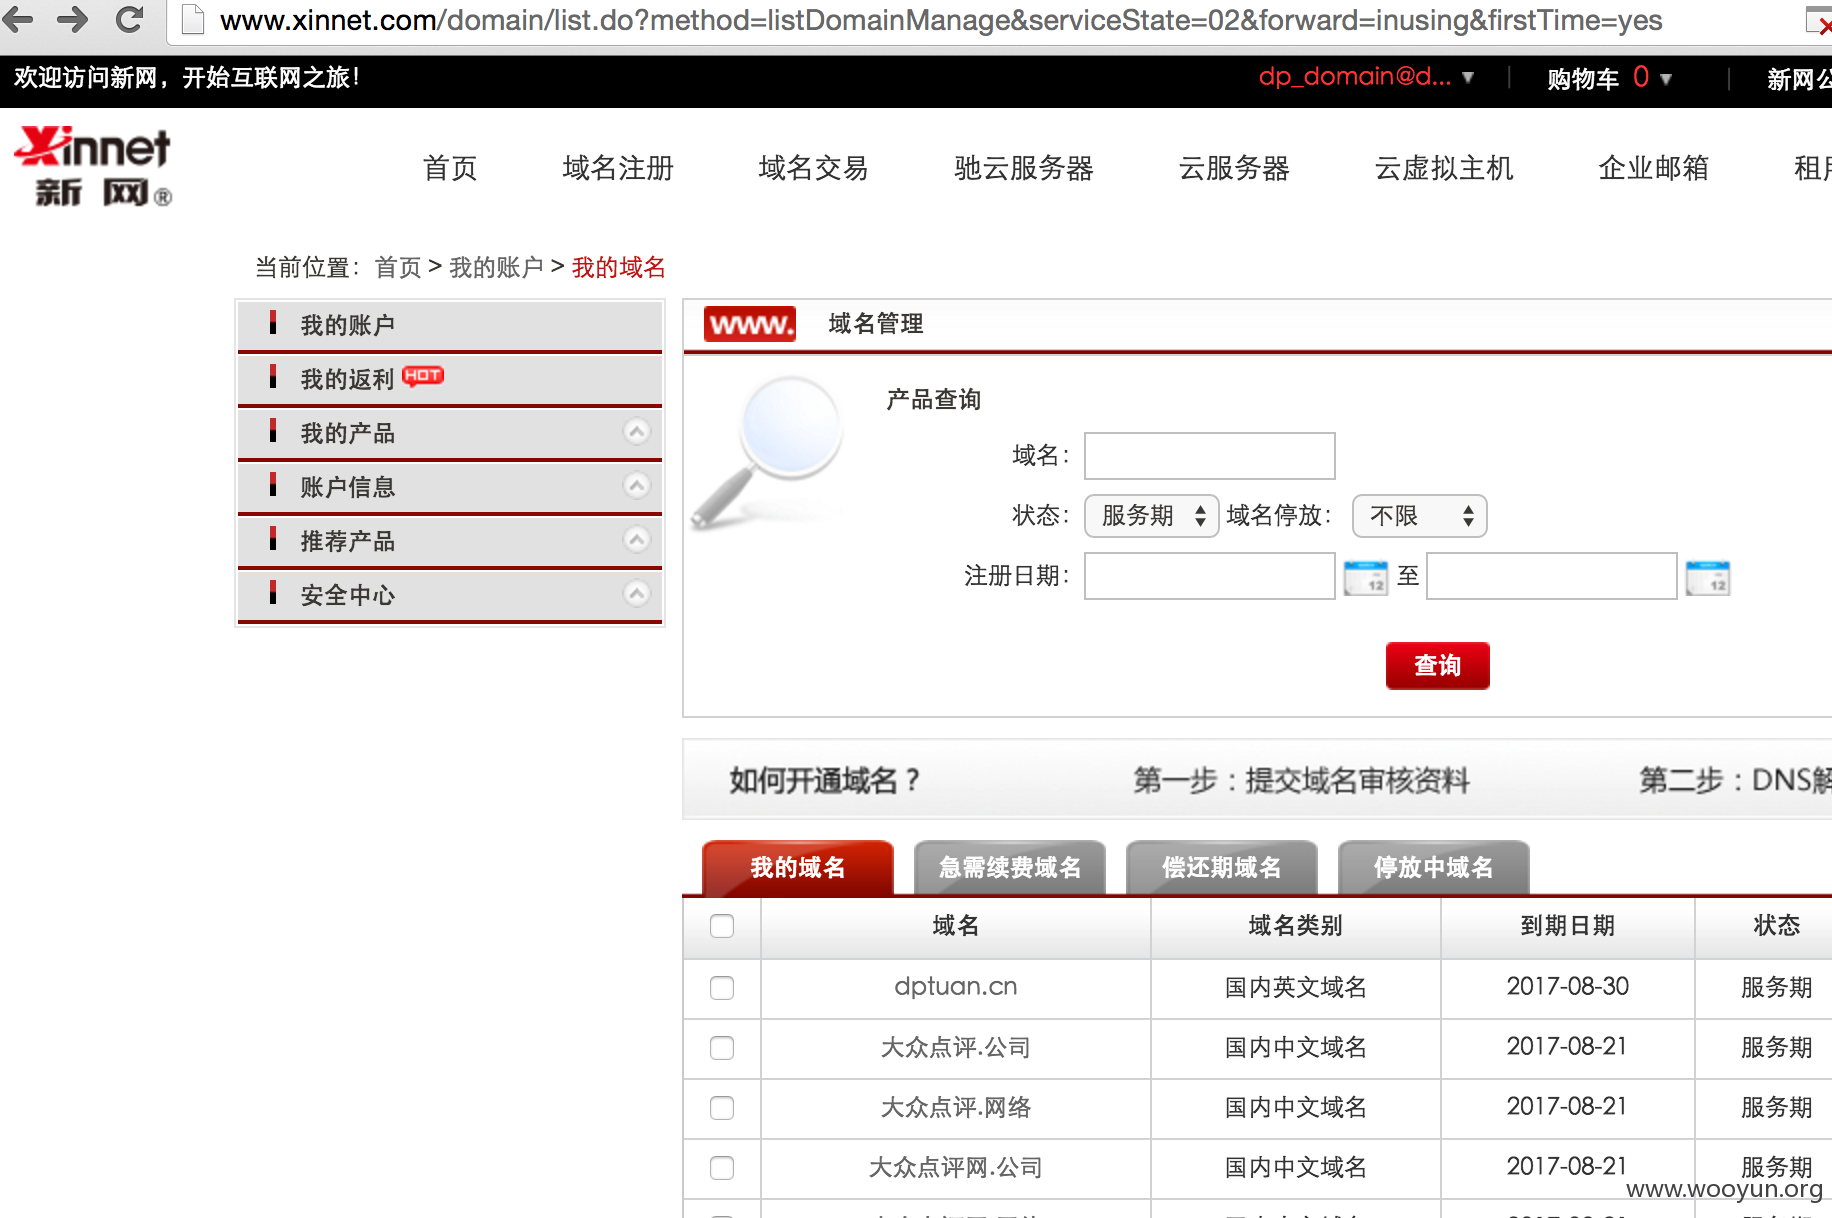 www.xinnet.com/domain/list.do?method=listDomainManage&serviceState=02&forward=inusing&firstTime=yes
欢迎访问新网，开始互联网之旅！ dp_domain@d... 购物车 0 新网公
Xinnet
新 网®
首页 域名注册 域名交易 驰云服务器 云服务器 云虚拟主机 企业邮箱 租用
当前位置： 首页 > 我的账户 > 我的域名
我的账户
我的返利 HOT
我的产品
账户信息
推荐产品
安全中心
www. 域名管理
产品查询
域名：
状态： 服务期 域名停放： 不限
注册日期： 12 至 12
查询
如何开通域名？ 第一步：提交域名审核资料 第二步：DNS解
我的域名 急需续费域名 偿还期域名 停放中域名
域名 域名类别 到期日期 状态
dptuan.cn 国内英文域名 2017-08-30 服务期
大众点评.公司 国内中文域名 2017-08-21 服务期
大众点评.网络 国内中文域名 2017-08-21 服务期
大众点评网.公司 国内中文域名 2017-08-21 服务期
www.wooyun.org